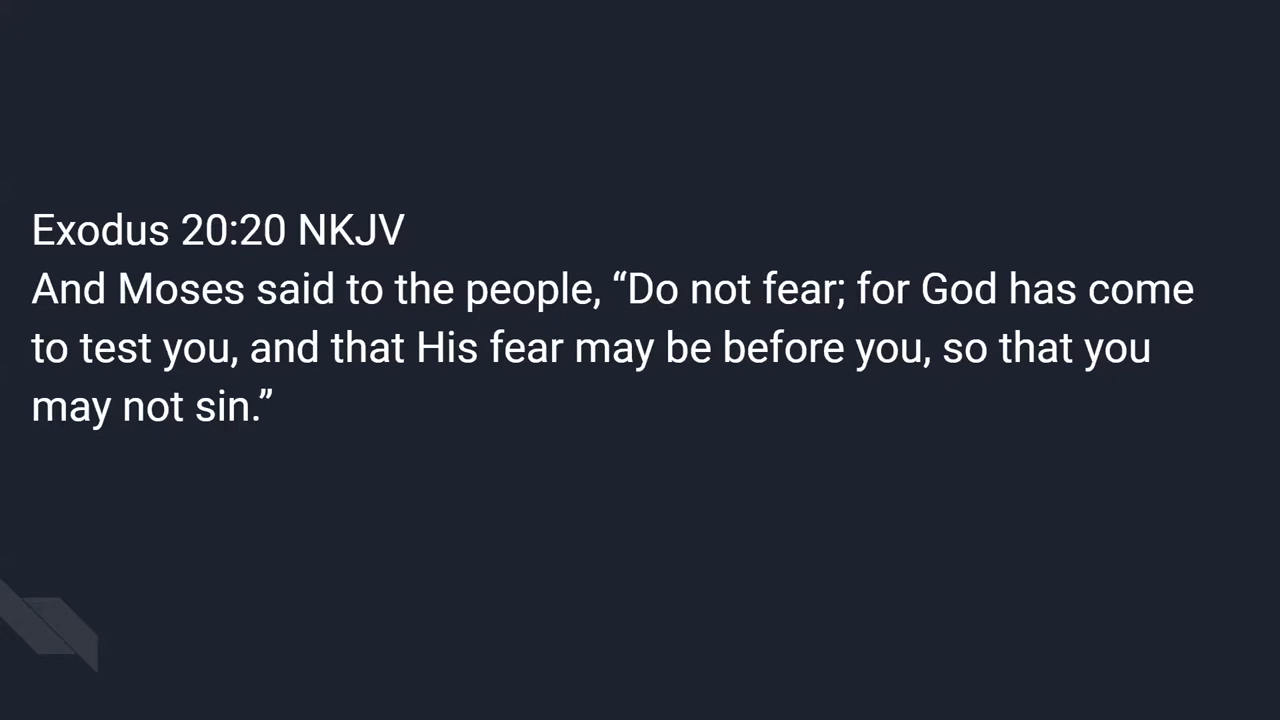 Exodus 20:20 NKJV
And Moses said to the people, “Do not fear; for God has come
to test you, and that His fear may be before you, so that you
may not sin.”